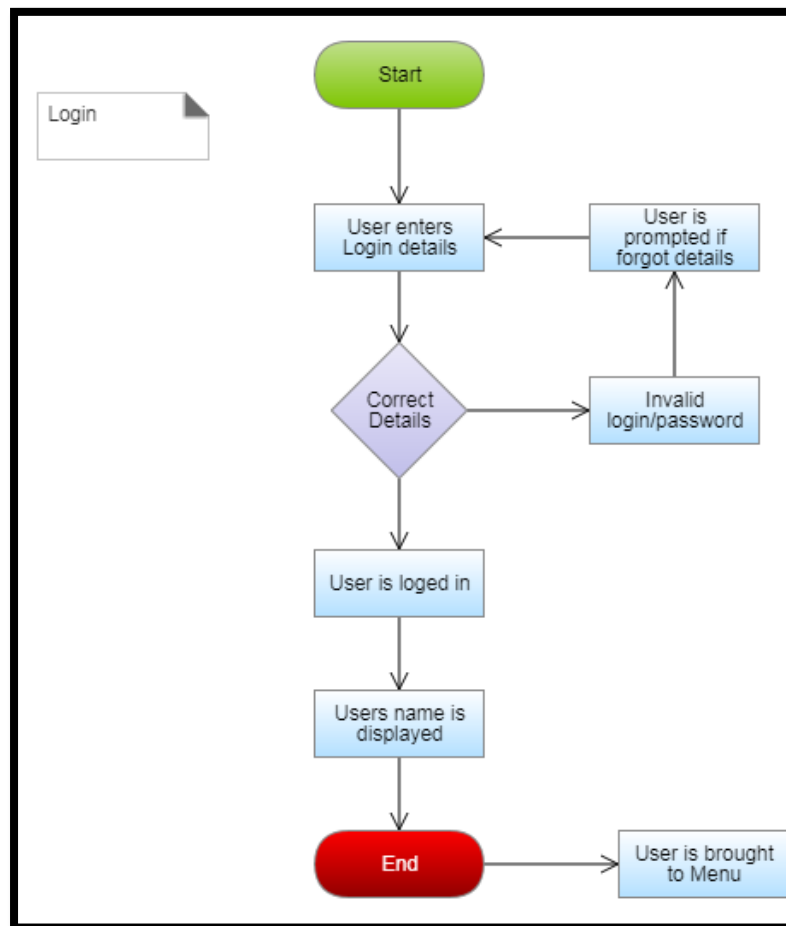 Start
Login
User enters
Login details
User is
prompted if
forgot details
Correct
Details
Invalid
login/password
User is loged in
Users name is
displayed
End
User is brought
to Menu